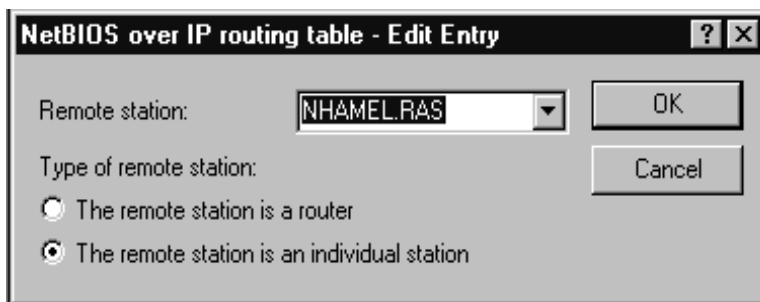 NetBIOS over IP routing table - Edit Entry ? X
Remote station: NHAMEL.RAS OK
Type of remote station: Cancel
The remote station is a router
The remote station is an individual station